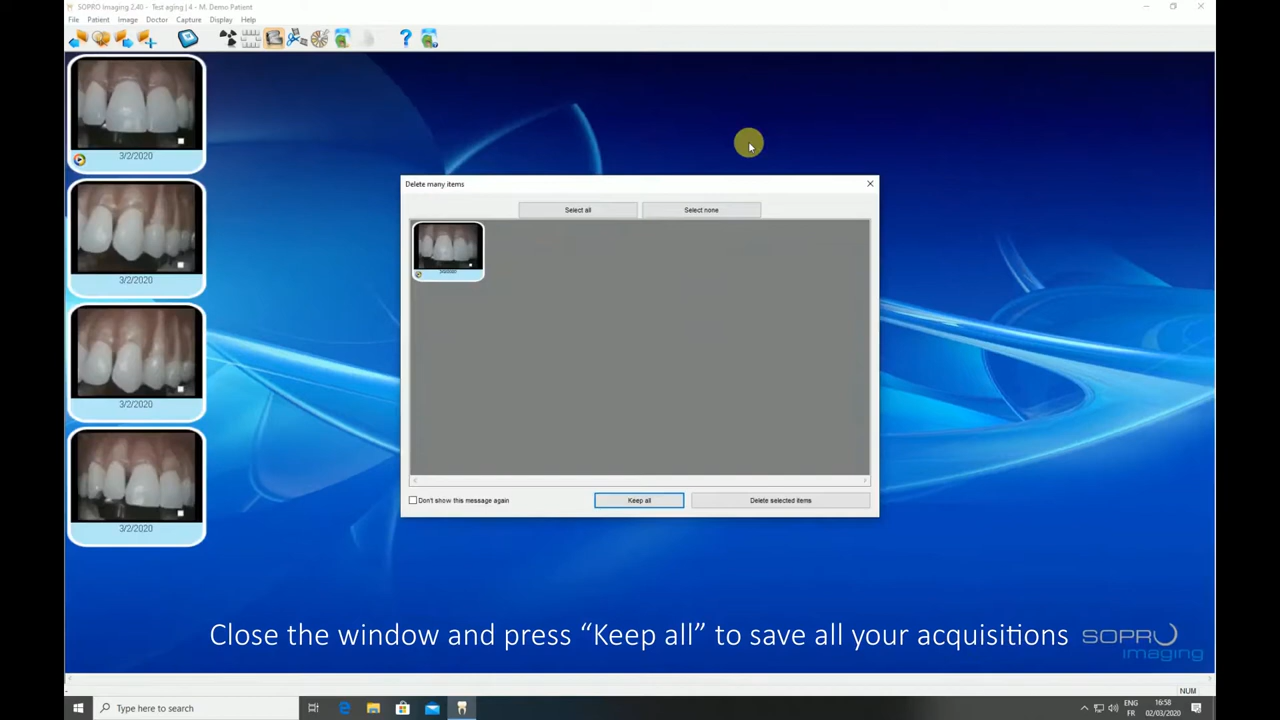 SOPRO Imaging 2.40 - Test aging | 4 - M. Demo Patient
File Patient Image Doctor Capture Display Help
3/2/2020
3/2/2020
3/2/2020
3/2/2020
Delete many items
Select all Select none
3/2/2020
Don't show this message again Keep all Delete selected items
Close the window and press “Keep all” to save all your acquisitions
SOPRO
imaging
NUM
Type here to search
ENG 16:58
FR 02/03/2020